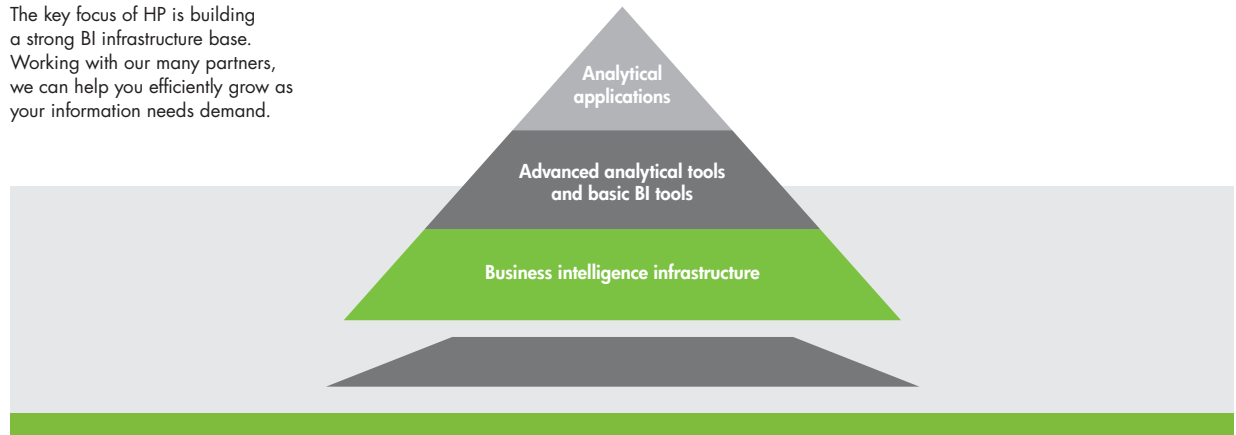 The key focus of HP is building
a strong BI infrastructure base.
Working with our many partners,
we can help you efficiently grow as
your information needs demand.
Analytical
applications
Advanced analytical tools
and basic BI tools
Business intelligence infrastructure